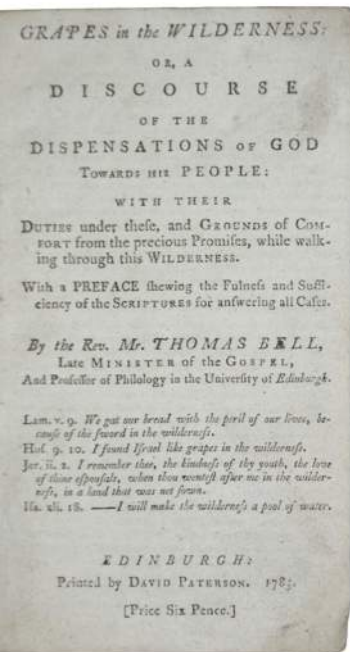 GRAPES in the WILDERNESS:
OR, A
DISCOURSE
OF THE
DISPENSATIONS OF GOD
TOWARDS HIS PEOPLE:
WITH THEIR
DUTIES under theſe, and GROUNDS of COM-
FORT from the precious Promiſes, while walk-
ing through this WILDERNESS.
With a PREFACE ſhewing the Fulneſs and Suffi-
ciency of the SCRIPTURES for anſwering all Caſes.
By the Rev. Mr. THOMAS BELL,
Late MINISTER of the GOSPEL,
And Profeſſor of Philology in the Univerſity of Edinburgh.
Lam. v. 9. We gat our bread with the peril of our lives, be-
cauſe of the ſword in the wilderneſs.
Hoſ. 9. 10. I found Iſrael like grapes in the wilderneſs.
Jer. ii. 2. I remember thee, the kindneſs of thy youth, the love
of thine eſpouſals, when thou wenteſt after me in the wilder-
neſs, in a land that was not ſown.
Iſa. xli. 18. —— I will make the wilderneſs a pool of water.
EDINBURGH:
Printed by DAVID PATERSON. 1785.
[Price Six Pence.]